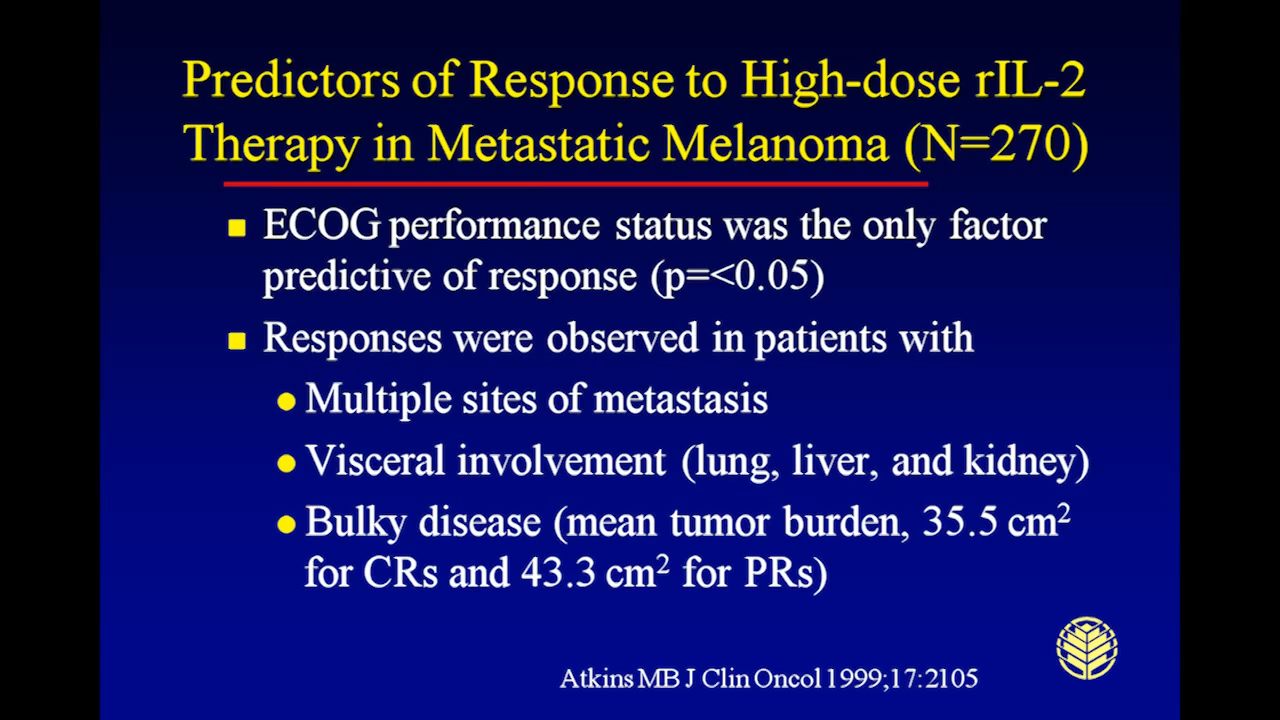 Predictors of Response to High-dose rIL-2
Therapy in Metastatic Melanoma (N=270)
ECOG performance status was the only factor
predictive of response (p=<0.05)
Responses were observed in patients with
Multiple sites of metastasis
Visceral involvement (lung, liver, and kidney)
Bulky disease (mean tumor burden, 35.5 cm²
for CRs and 43.3 cm² for PRs)
Atkins MB J Clin Oncol 1999;17:2105